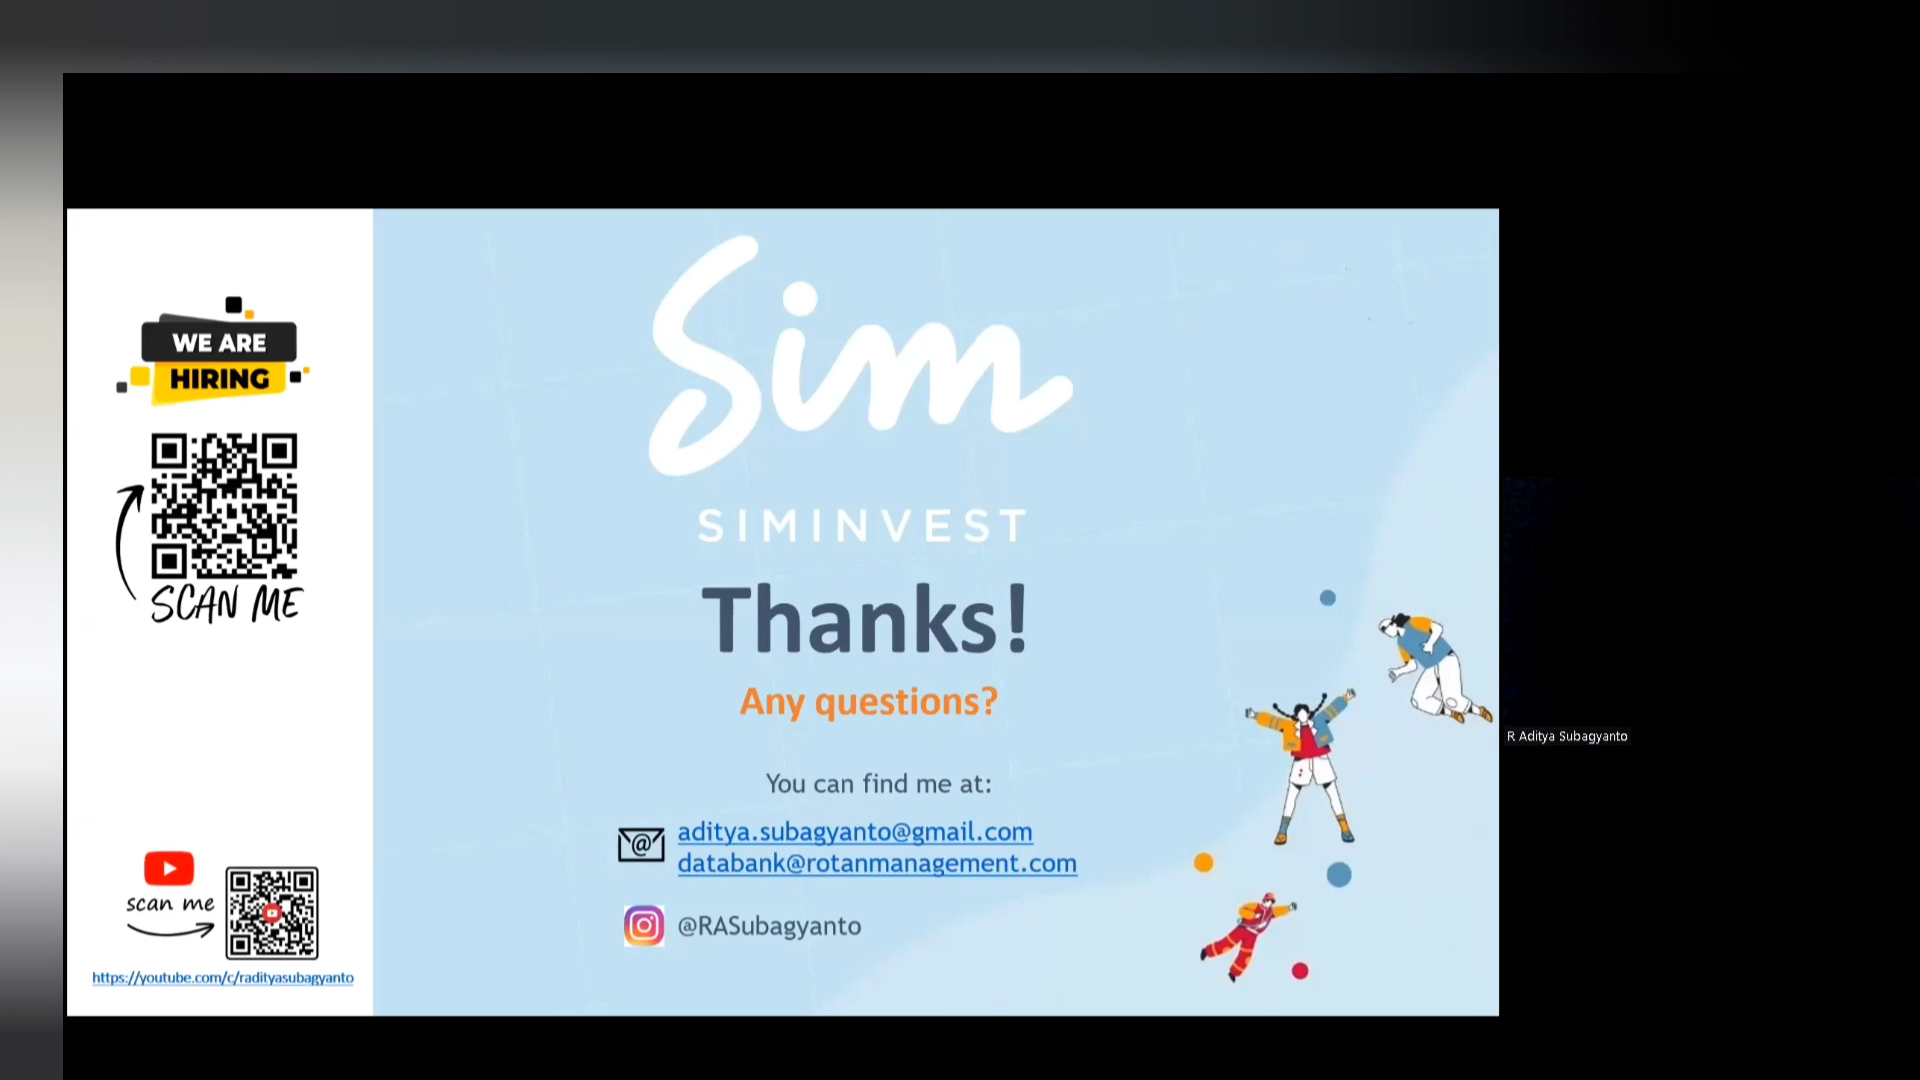 WE ARE
HIRING
SCAN ME
scan me
https://youtube.com/c/radityasubagyanto
Sim
SIMINVEST
Thanks!
Any questions?
You can find me at:
aditya.subagyanto@gmail.com
databank@rotanmanagement.com
@RASubagyanto
R Aditya Subagyanto